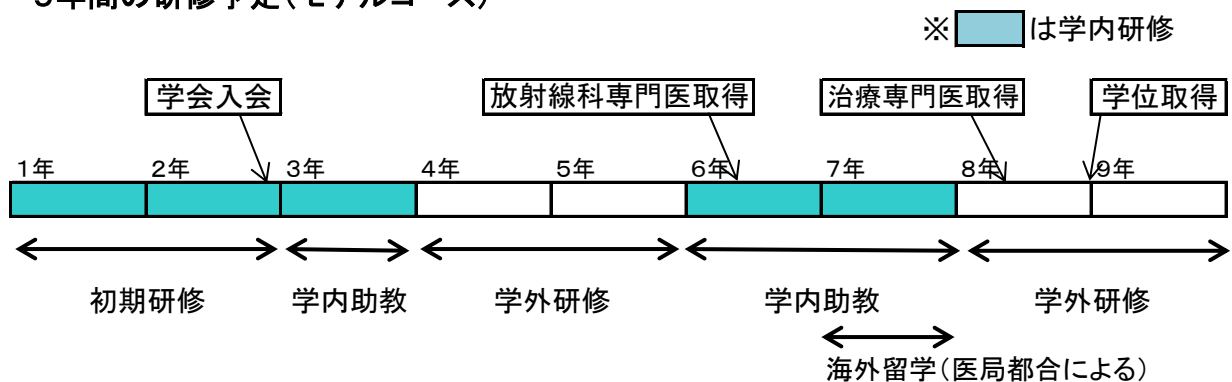 年間の研修予定(モデルコース)
※ は学内研修
学会入会
放射線科専門医取得
治療専門医取得
学位取得
1年 2年 3年 4年 5年 6年 7年 8年 9年
初期研修 学内助教 学外研修 学内助教 学外研修
海外留学(医局都合による)